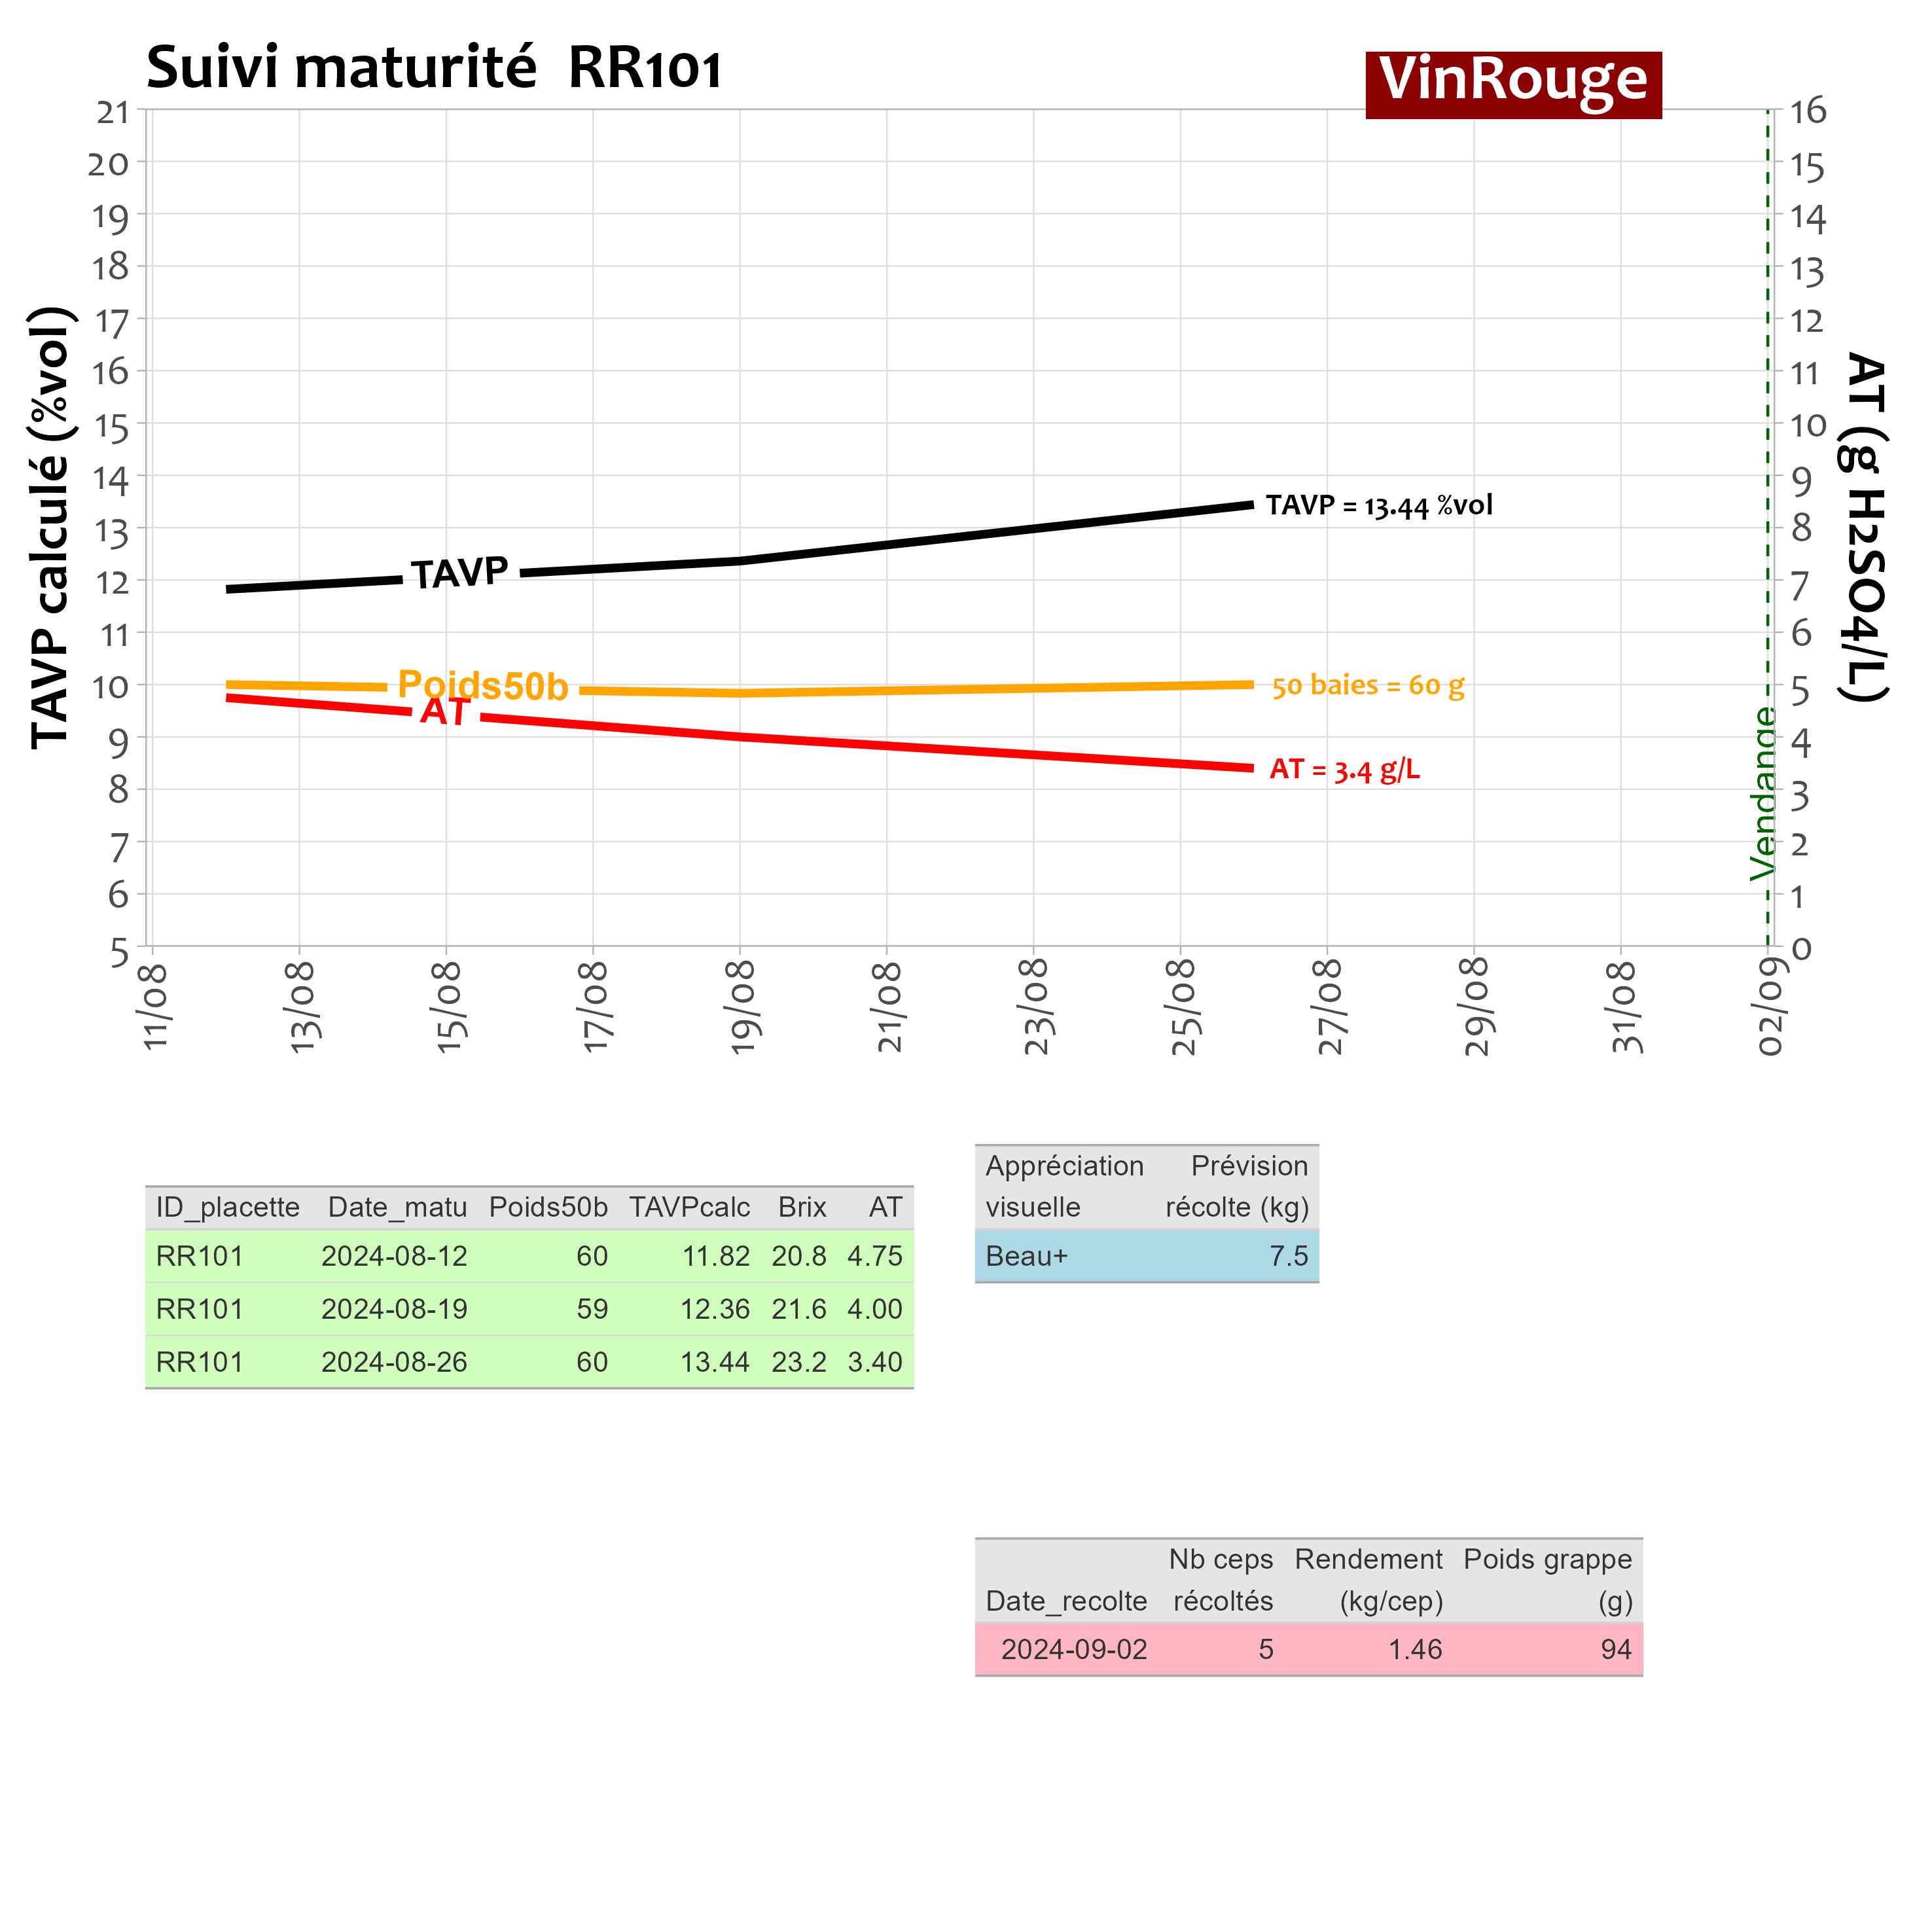 Suivi maturité RR101
VinRouge
TAVP calculé (%vol)
21
20
19
18
17
16
15
14
13
12
11
10
9
8
7
6
5
16
15
14
13
12
11
10
9
8
7
6
5
4
3
2
1
0
AT (g H2SO4/L)
TAVP
TAVP = 13.44 %vol
Poids50b
50 baies = 60 g
AT
AT = 3.4 g/L
Vendange
11/08
13/08
15/08
17/08
19/08
21/08
23/08
25/08
27/08
29/08
31/08
02/09
ID_placette Date_matu Poids50b TAVPcalc Brix AT
RR101 2024-08-12 60 11.82 20.8 4.75
RR101 2024-08-19 59 12.36 21.6 4.00
RR101 2024-08-26 60 13.44 23.2 3.40
Appréciation Prévision
visuelle récolte (kg)
Beau+ 7.5
Nb ceps Rendement Poids grappe
Date_recolte récoltés (kg/cep) (g)
2024-09-02 5 1.46 94